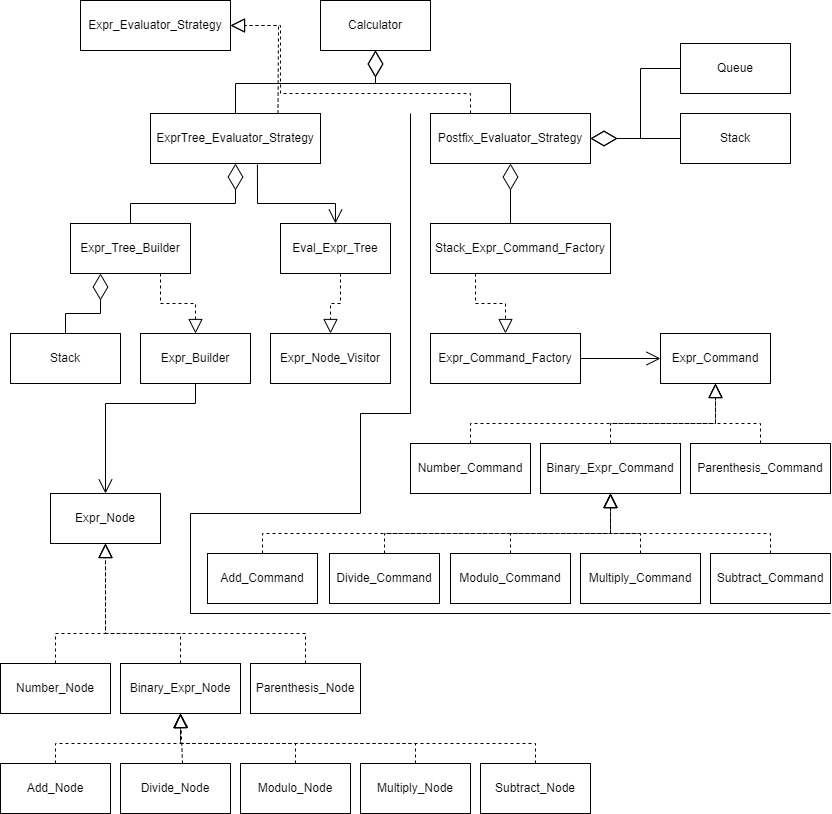 Expr_Evaluator_Strategy
Calculator
Queue
ExprTree_Evaluator_Strategy
Postfix_Evaluator_Strategy
Stack
Expr_Tree_Builder
Eval_Expr_Tree
Stack_Expr_Command_Factory
Stack
Expr_Builder
Expr_Node_Visitor
Expr_Command_Factory
Expr_Command
Number_Command
Binary_Expr_Command
Parenthesis_Command
Expr_Node
Add_Command
Divide_Command
Modulo_Command
Multiply_Command
Subtract_Command
Number_Node
Binary_Expr_Node
Parenthesis_Node
Add_Node
Divide_Node
Modulo_Node
Multiply_Node
Subtract_Node